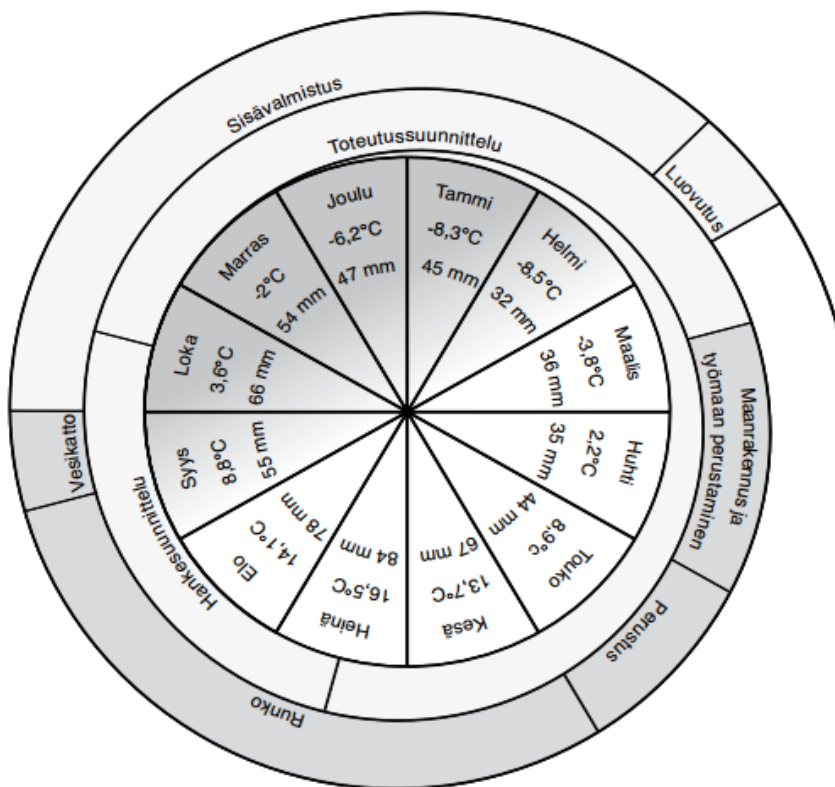 Sisävalmistus
Luovutus
Toteutussuunnittelu
Hankesuunnittelu
Maanrakennus ja
työmaan perustaminen
Perustus
Runko
Vesikatto
Tammi
-8,3°C
45 mm
Helmi
-8,5°C
32 mm
Maalis
-3,8°C
36 mm
Huhti
2,2°C
35 mm
Touko
8,9°c
44 mm
Kesä
13,7°C
67 mm
Heinä
16,5°C
84 mm
Elo
14,1°C
78 mm
Syys
8,8°C
55 mm
Loka
3,6°C
66 mm
Marras
-2°C
54 mm
Joulu
-6,2°C
47 mm